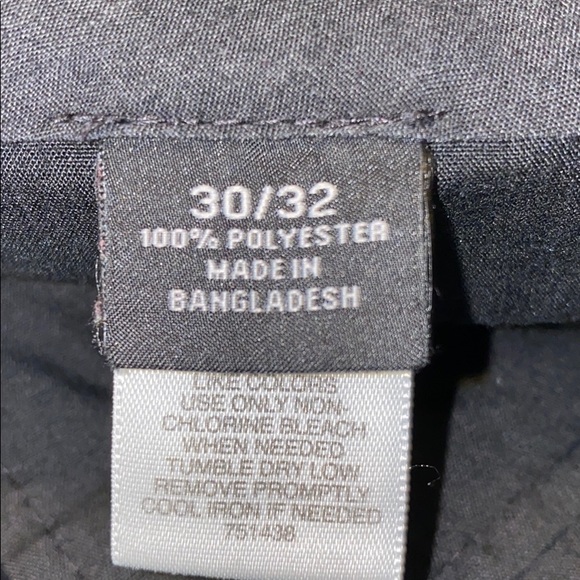 30/32
100% POLYESTER
MADE IN
BANGLADESH
LIKE COLORS
USE ONLY NON-
CHLORINE BLEACH
WHEN NEEDED
TUMBLE DRY LOW
REMOVE PROMPTLY
COOL IRON IF NEEDED
751438